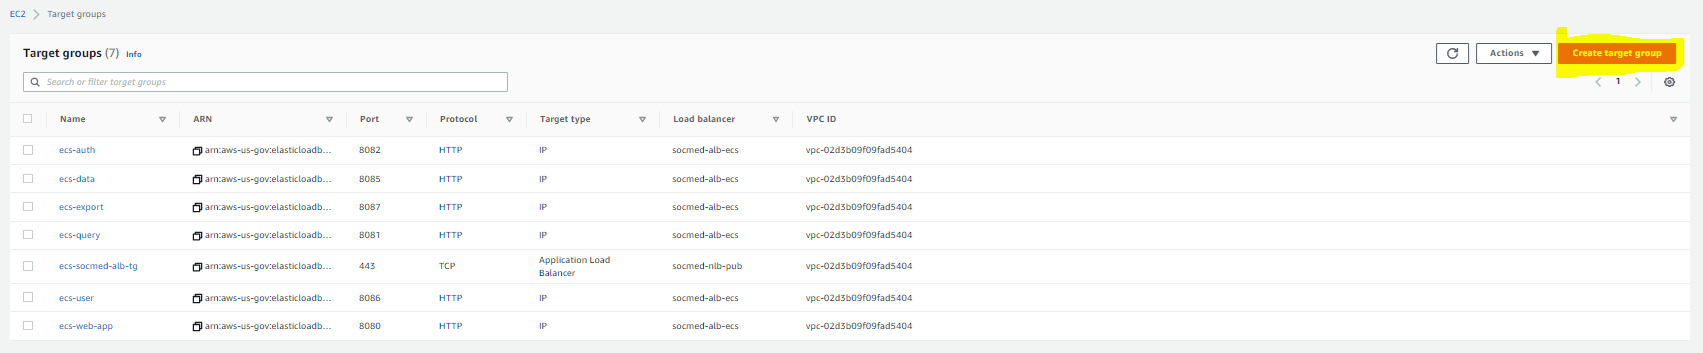 EC2 > Target groups
Target groups (7) Info
Actions
Create target group
Search or filter target groups
1
Name ARN Port Protocol Target type Load balancer VPC ID
ecs-auth arn:aws-us-gov:elasticloadb... 8082 HTTP IP socmed-alb-ecs vpc-02d3b09f09fad5404
ecs-data arn:aws-us-gov:elasticloadb... 8085 HTTP IP socmed-alb-ecs vpc-02d3b09f09fad5404
ecs-export arn:aws-us-gov:elasticloadb... 8087 HTTP IP socmed-alb-ecs vpc-02d3b09f09fad5404
ecs-query arn:aws-us-gov:elasticloadb... 8081 HTTP IP socmed-alb-ecs vpc-02d3b09f09fad5404
ecs-socmed-alb-tg arn:aws-us-gov:elasticloadb... 443 TCP Application Load Balancer socmed-nlb-pub vpc-02d3b09f09fad5404
ecs-user arn:aws-us-gov:elasticloadb... 8086 HTTP IP socmed-alb-ecs vpc-02d3b09f09fad5404
ecs-web-app arn:aws-us-gov:elasticloadb... 8080 HTTP IP socmed-alb-ecs vpc-02d3b09f09fad5404